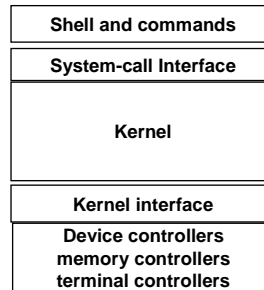 Shell and commands
System-call Interface
Kernel
Kernel interface
Device controllers
memory controllers
terminal controllers